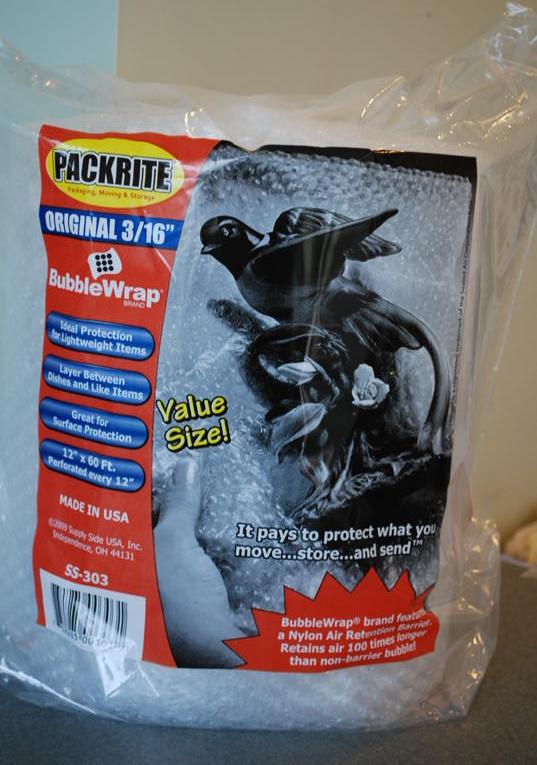 PACKRITE
Packaging, Moving & Storage
ORIGINAL 3/16"
BubbleWrap®
BRAND
Ideal Protection
for Lightweight Items
Layer Between
Dishes and Like Items
Great for
Surface Protection
12" x 60 Ft.
Perforated every 12"
MADE IN USA
©2009 Supply Side USA, Inc.
Independence, OH 44131
SS-303
Value
Size!
It pays to protect what you
move...store...and send™
BubbleWrap® brand
a Nylon Air Retention Barrier.
Retains air 100 times longer
than non-barrier bubble!